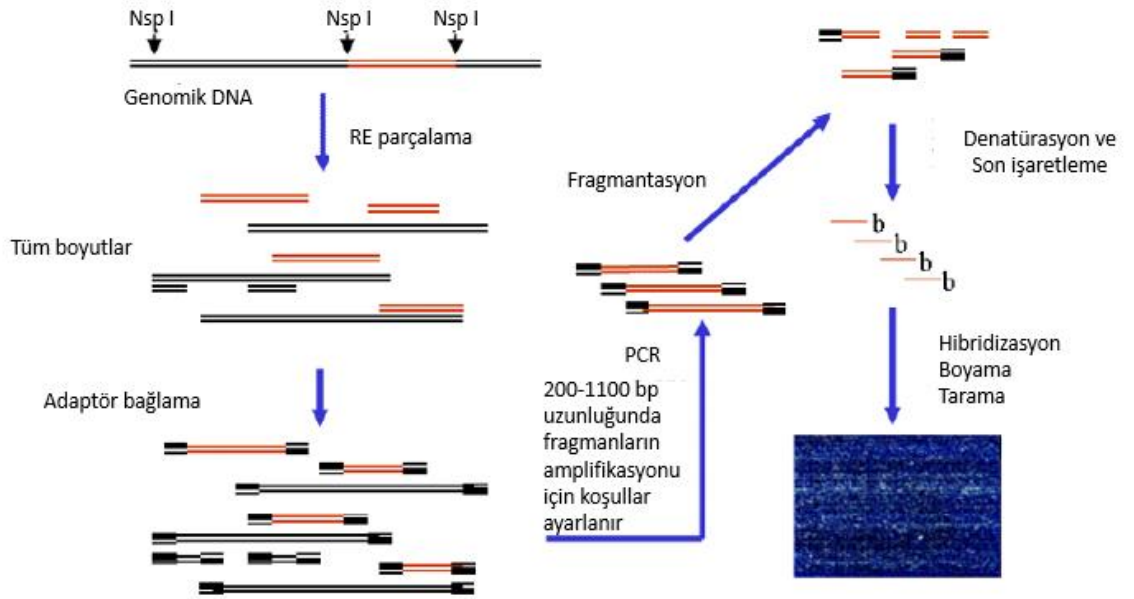 Nsp I
Nsp I
Nsp I
Genomik DNA
RE parçalama
Tüm boyutlar
Adaptör bağlama
PCR
200-1100 bp
uzunluğunda
fragmanların
amplifikasyonu
için koşullar
ayarlanır
Fragmantasyon
Denatürasyon ve
Son işaretleme
b
b
b
b
Hibridizasyon
Boyama
Tarama